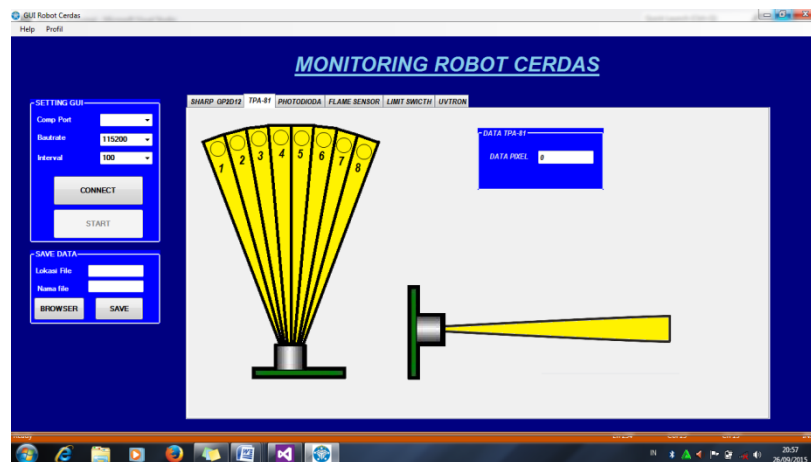 GUI Robot Cerdas
Help Profil
MONITORING ROBOT CERDAS
SETTING GUI
Comp Port
Bautrate 115200
Interval 100
CONNECT
START
SAVE DATA
Lokasi File
Nama file
BROWSER SAVE
SHARP GP2D12 TPA-81 PHOTODIODA FLAME SENSOR LIMIT SWICTH UVTRON
1 2 3 4 5 6 7 8
DATA TPA-81
DATA PIXEL 0
IN
20:57
26/09/2015